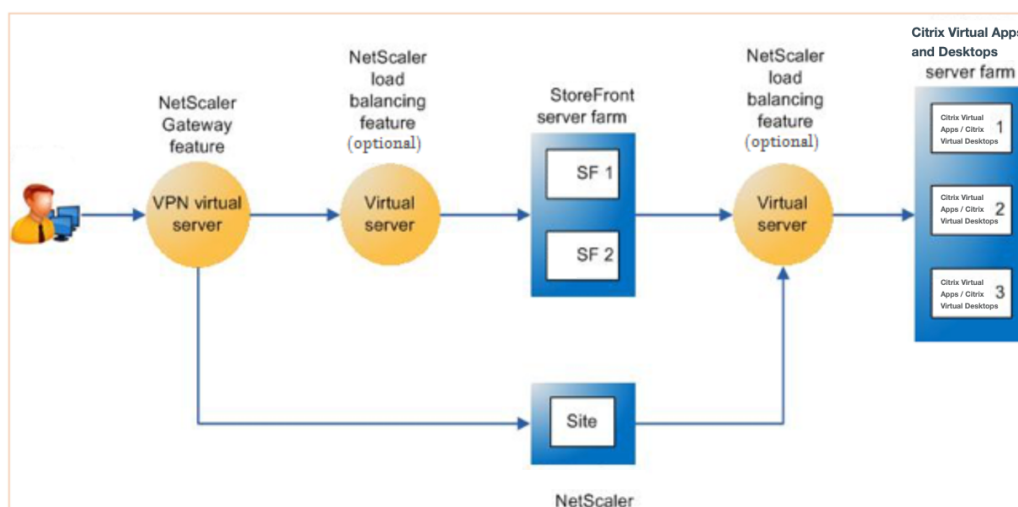 NetScaler
Gateway
feature
VPN virtual
server
NetScaler
load
balancing
feature
(optional)
Virtual
server
StoreFront
server farm
SF 1
SF 2
Site
NetScaler
NetScaler
load
balancing
feature
(optional)
Virtual
server
Citrix Virtual Apps
and Desktops
server farm
Citrix Virtual
Apps / Citrix
Virtual Desktops
1
Citrix Virtual
Apps / Citrix
Virtual Desktops
2
Citrix Virtual
Apps / Citrix
Virtual Desktops
3